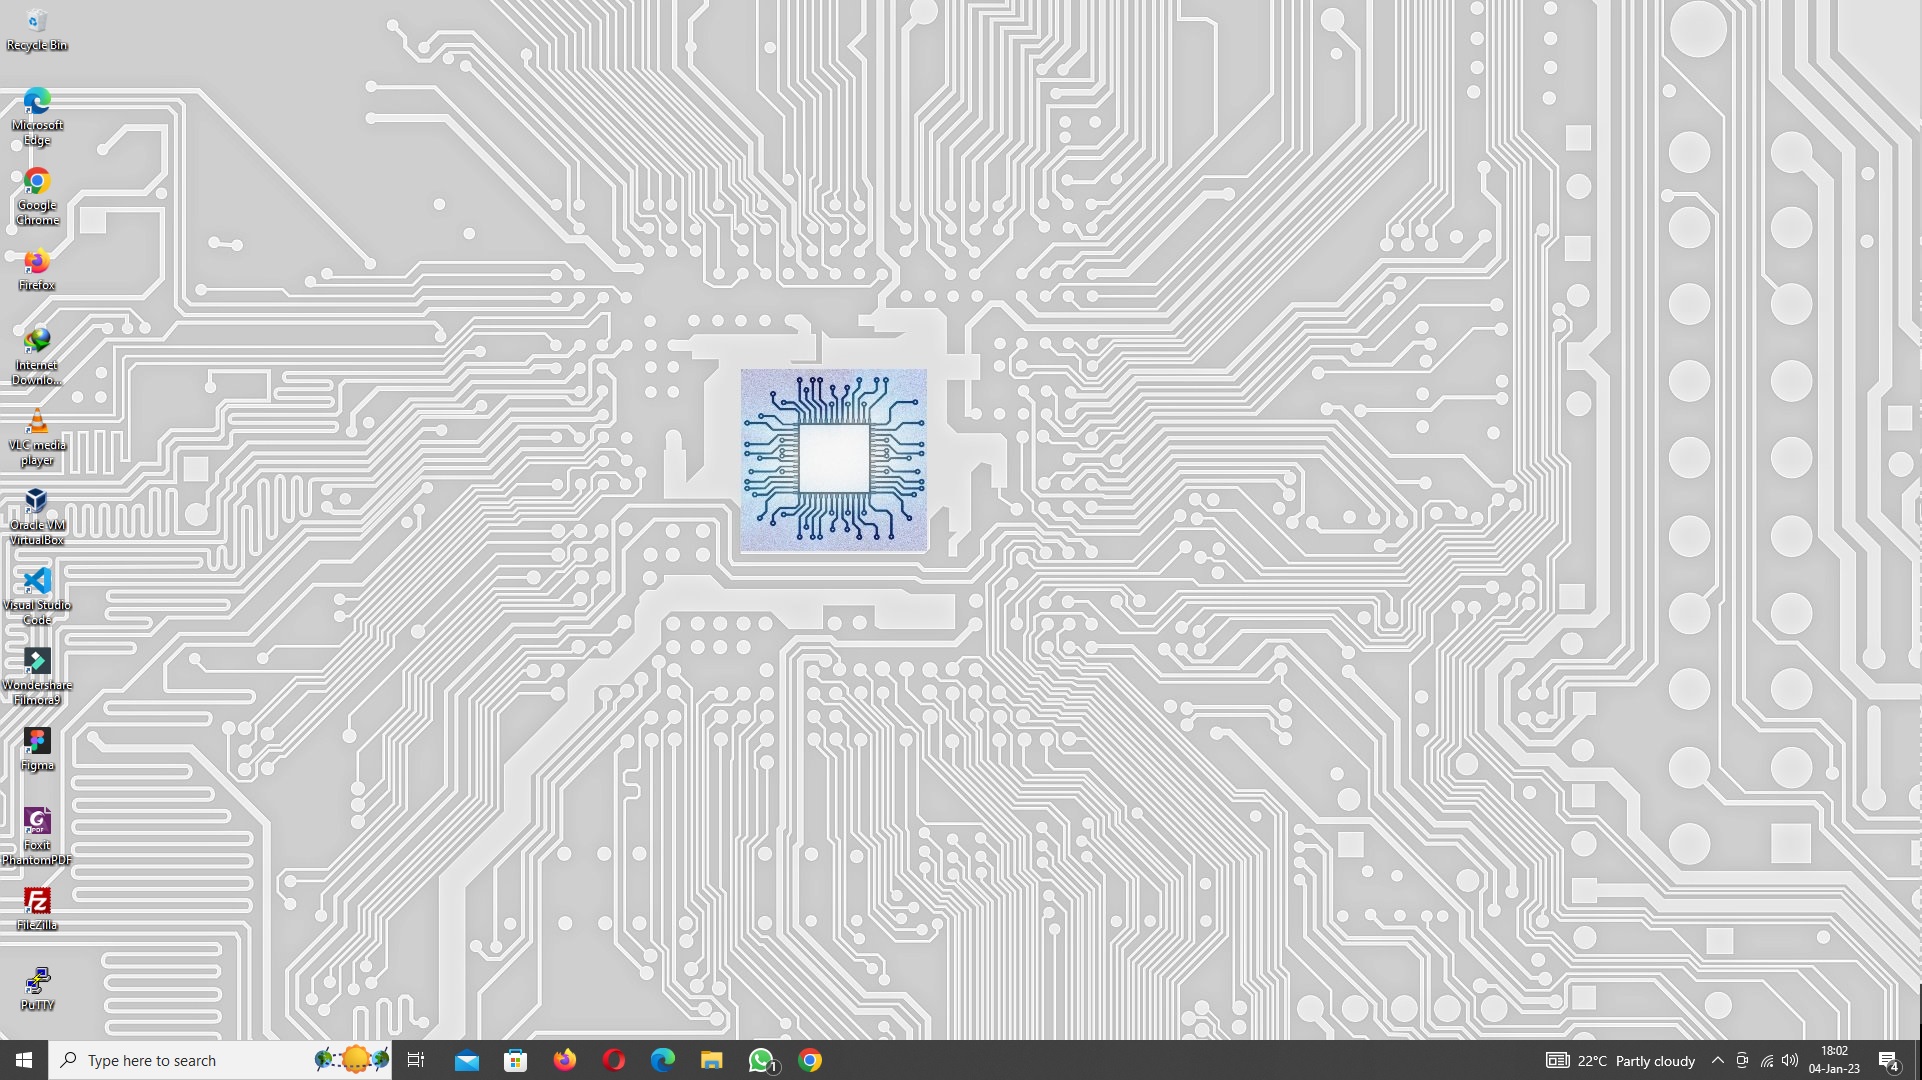 Recycle Bin
Microsoft
Edge
Google
Chrome
Firefox
Internet
Downlo...
VLC media
player
Oracle VM
VirtualBox
Visual Studio
Code
Wondershare
Filmora9
Figma
PDF
Foxit
PhantomPDF
FZ
FileZilla
PuTTY
Type here to search
1
22°C Partly cloudy
18:02
04-Jan-23
4